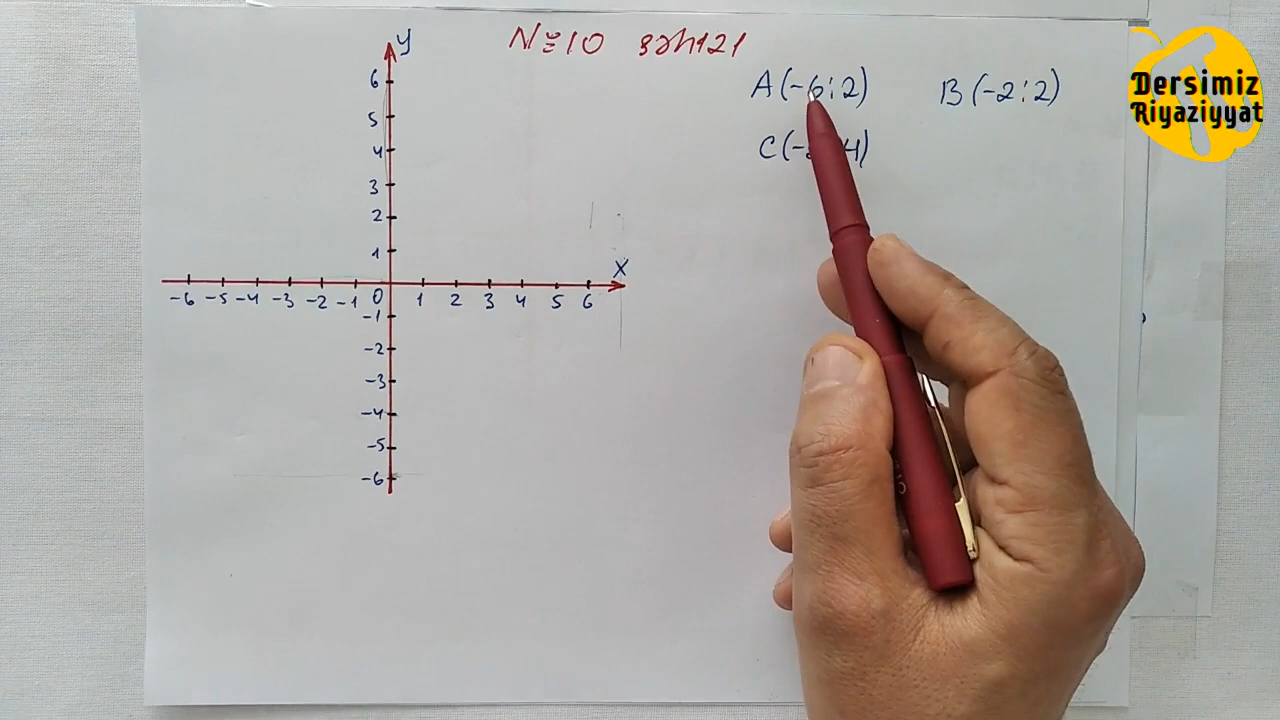 №10 səh121
A(-6;2) B(-2;2)
Y
X
6
5
4
3
2
1
-6 -5 -4 -3 -2 -1 0 1 2 3 4 5 6
-1
-2
-3
-4
-5
-6
Dersimiz
Riyaziyyat